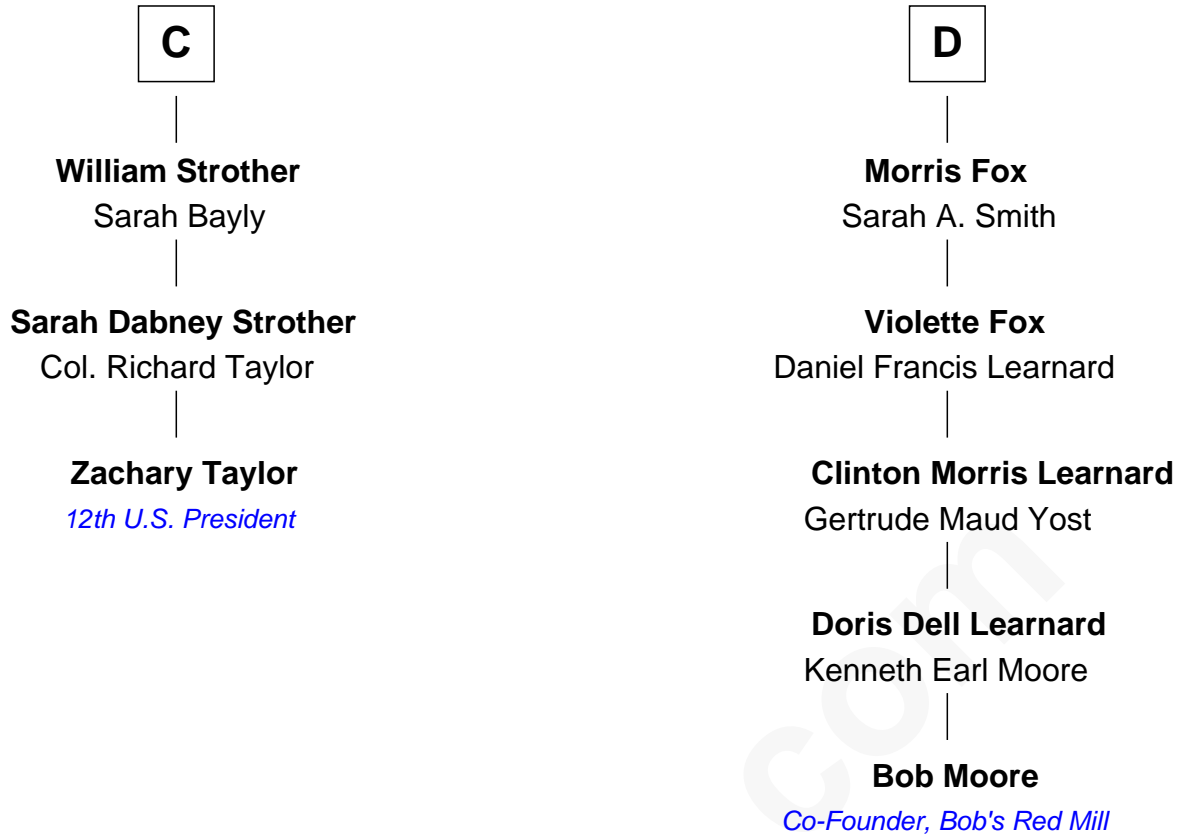 C
William Strother
Sarah Bayly
Sarah Dabney Strother
Col. Richard Taylor
Zachary Taylor
12th U.S. President
D
Morris Fox
Sarah A. Smith
Violette Fox
Daniel Francis Learnard
Clinton Morris Learnard
Gertrude Maud Yost
Doris Dell Learnard
Kenneth Earl Moore
Bob Moore
Co-Founder, Bob's Red Mill
com